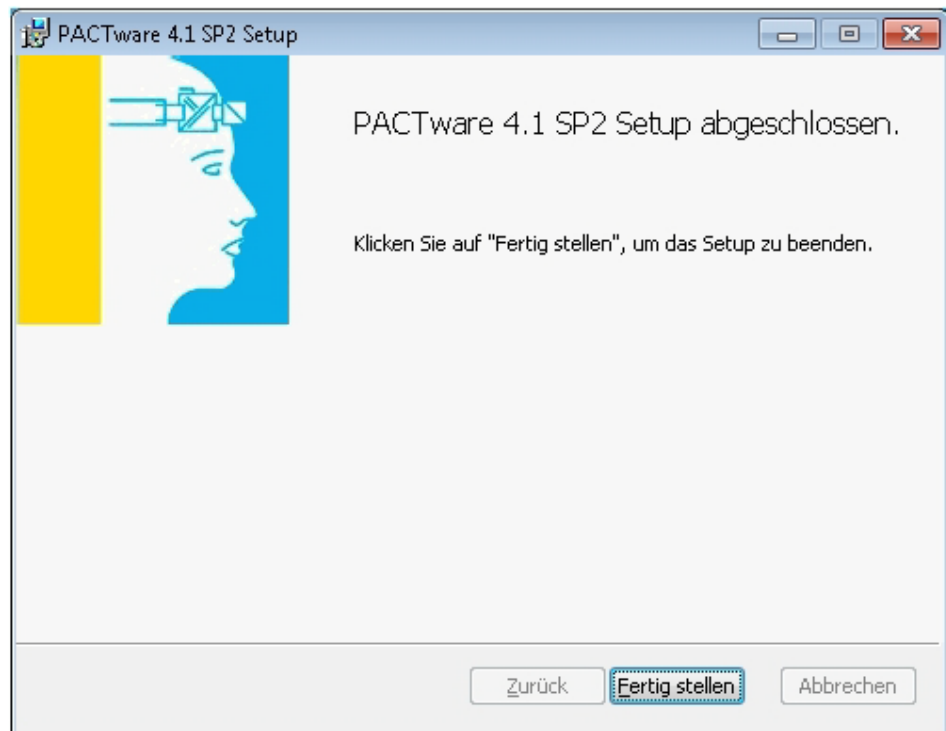 PACTware 4.1 SP2 Setup
PACTware 4.1 SP2 Setup abgeschlossen.
Klicken Sie auf "Fertig stellen", um das Setup zu beenden.
Zurück
Fertig stellen
Abbrechen